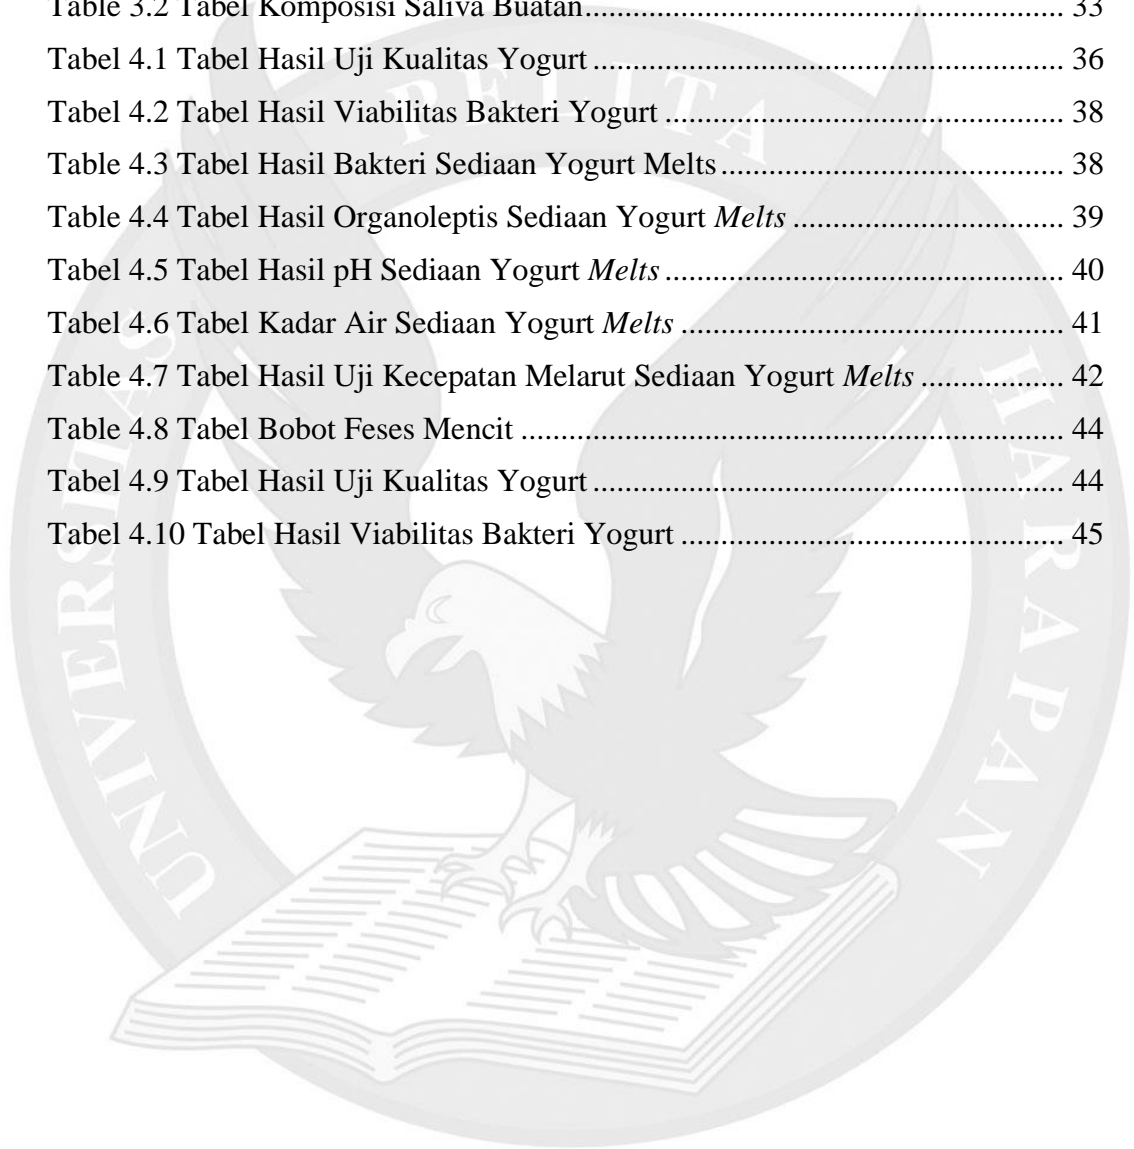 Table 3.2 Tabel Komposisi Saliva Buatan............................................................ 33
Tabel 4.1 Tabel Hasil Uji Kualitas Yogurt ........................................................... 36
Tabel 4.2 Tabel Hasil Viabilitas Bakteri Yogurt .................................................. 38
Table 4.3 Tabel Hasil Bakteri Sediaan Yogurt Melts ........................................... 38
Table 4.4 Tabel Hasil Organoleptis Sediaan Yogurt Melts .................................. 39
Tabel 4.5 Tabel Hasil pH Sediaan Yogurt Melts .................................................. 40
Tabel 4.6 Tabel Kadar Air Sediaan Yogurt Melts ................................................ 41
Table 4.7 Tabel Hasil Uji Kecepatan Melarut Sediaan Yogurt Melts .................. 42
Table 4.8 Tabel Bobot Feses Mencit .................................................................... 44
Tabel 4.9 Tabel Hasil Uji Kualitas Yogurt ........................................................... 44
Tabel 4.10 Tabel Hasil Viabilitas Bakteri Yogurt ................................................ 45
UNIVERSITAS PELITA HARAPAN